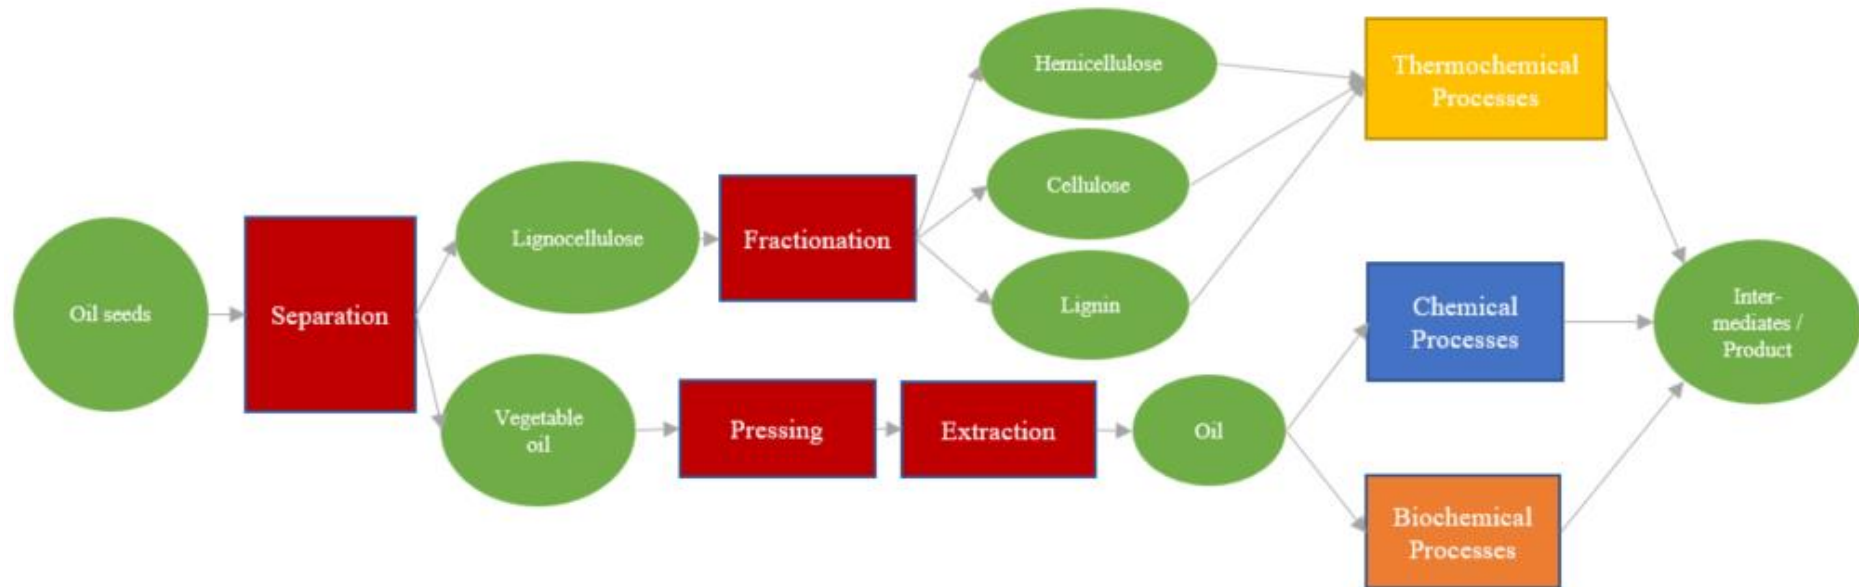 Oil seeds
Separation
Lignocellulose
Fractionation
Hemicellulose
Cellulose
Lignin
Thermochemical
Processes
Vegetable
oil
Pressing
Extraction
Oil
Chemical
Processes
Biochemical
Processes
Inter-
mediates /
Product